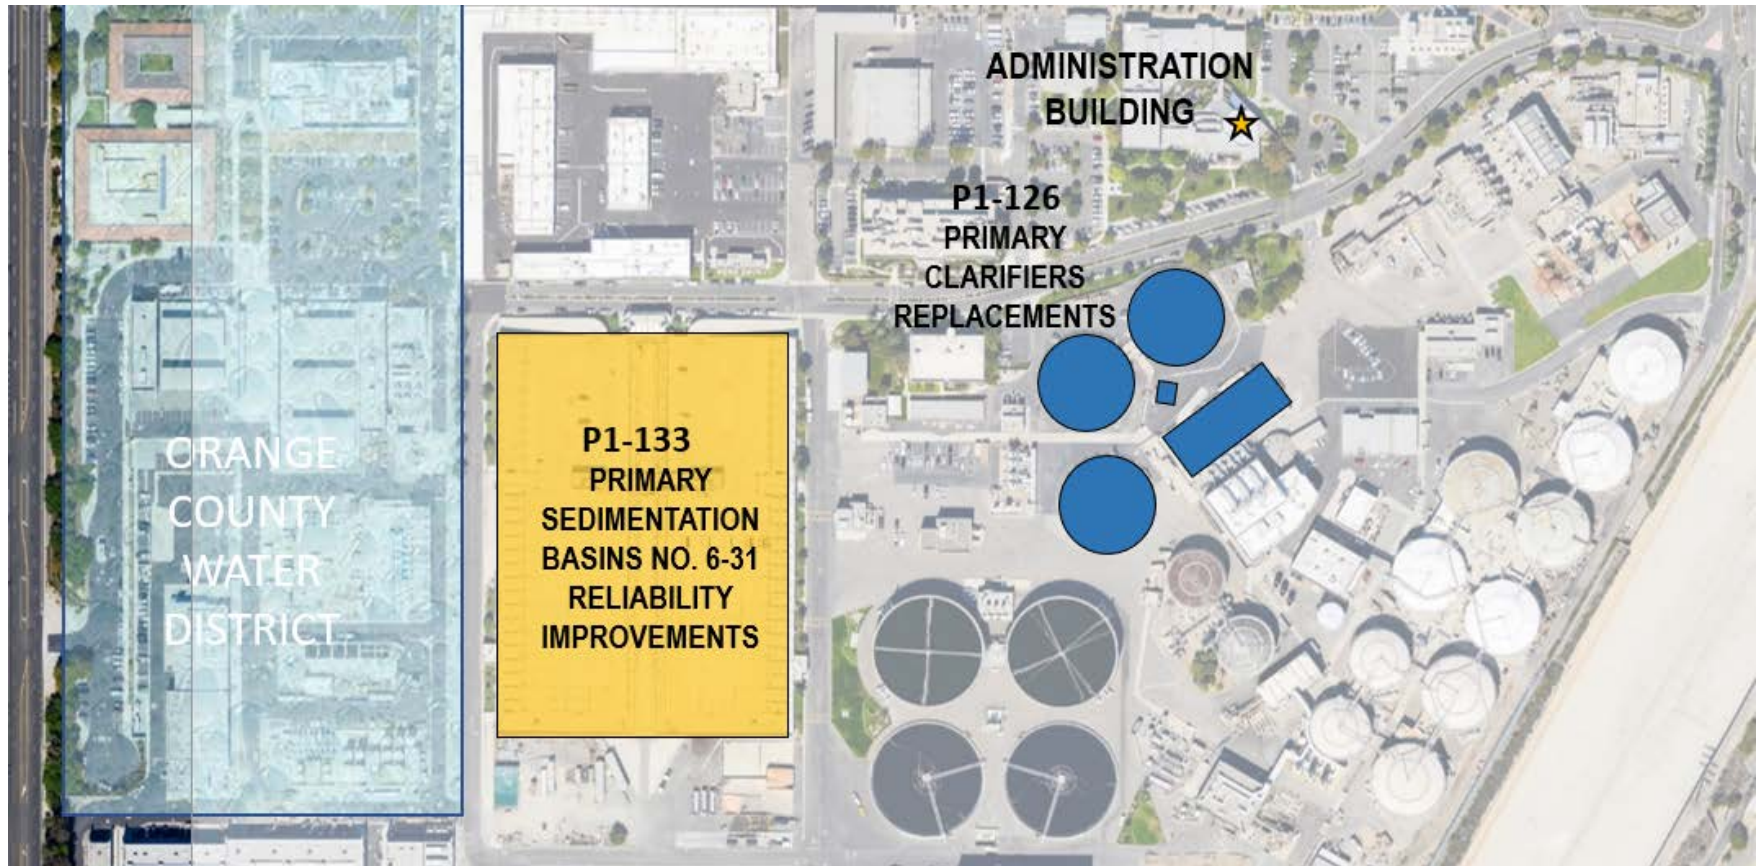 ADMINISTRATION
BUILDING
P1-126
PRIMARY
CLARIFIERS
REPLACEMENTS
ORANGE
COUNTY
WATER
DISTRICT
P1-133
PRIMARY
SEDIMENTATION
BASINS NO. 6-31
RELIABILITY
IMPROVEMENTS